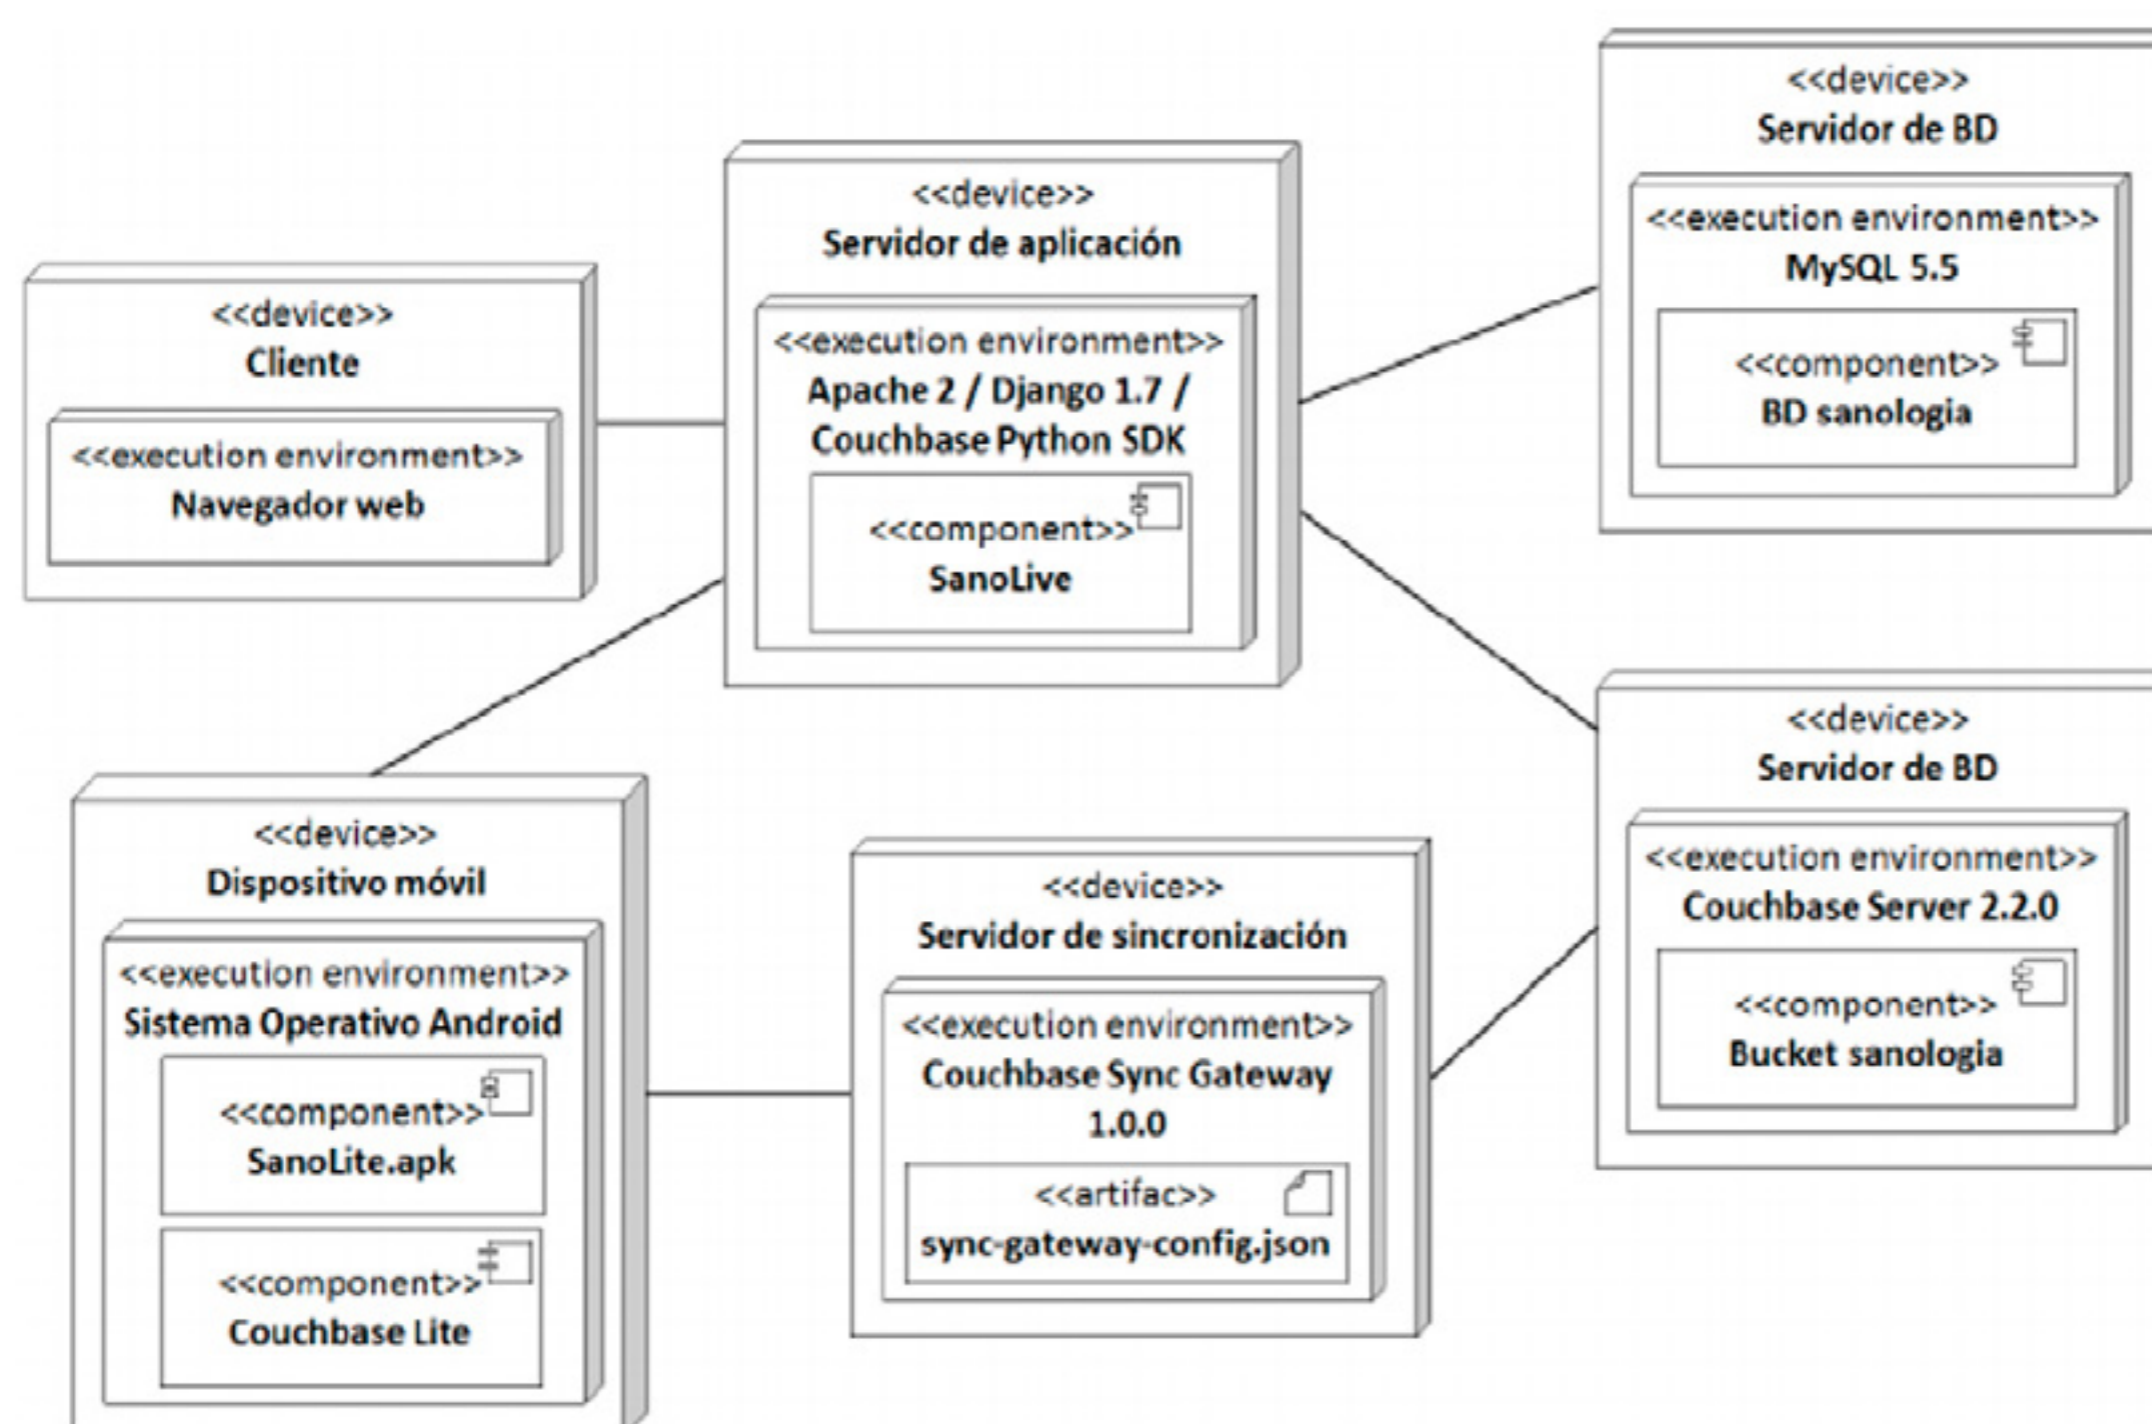 <<device>>
Cliente
<<execution environment>>
Navegador web
<<device>>
Servidor de aplicación
<<execution environment>>
Apache 2 / Django 1.7 /
Couchbase Python SDK
<<component>>
SanoLive
<<device>>
Servidor de BD
<<execution environment>>
MySQL 5.5
<<component>>
BD sanologia
<<device>>
Dispositivo móvil
<<execution environment>>
Sistema Operativo Android
<<component>>
SanoLite.apk
<<component>>
Couchbase Lite
<<device>>
Servidor de sincronización
<<execution environment>>
Couchbase Sync Gateway
1.0.0
<<artifac>>
sync-gateway-config.json
<<device>>
Servidor de BD
<<execution environment>>
Couchbase Server 2.2.0
<<component>>
Bucket sanologia